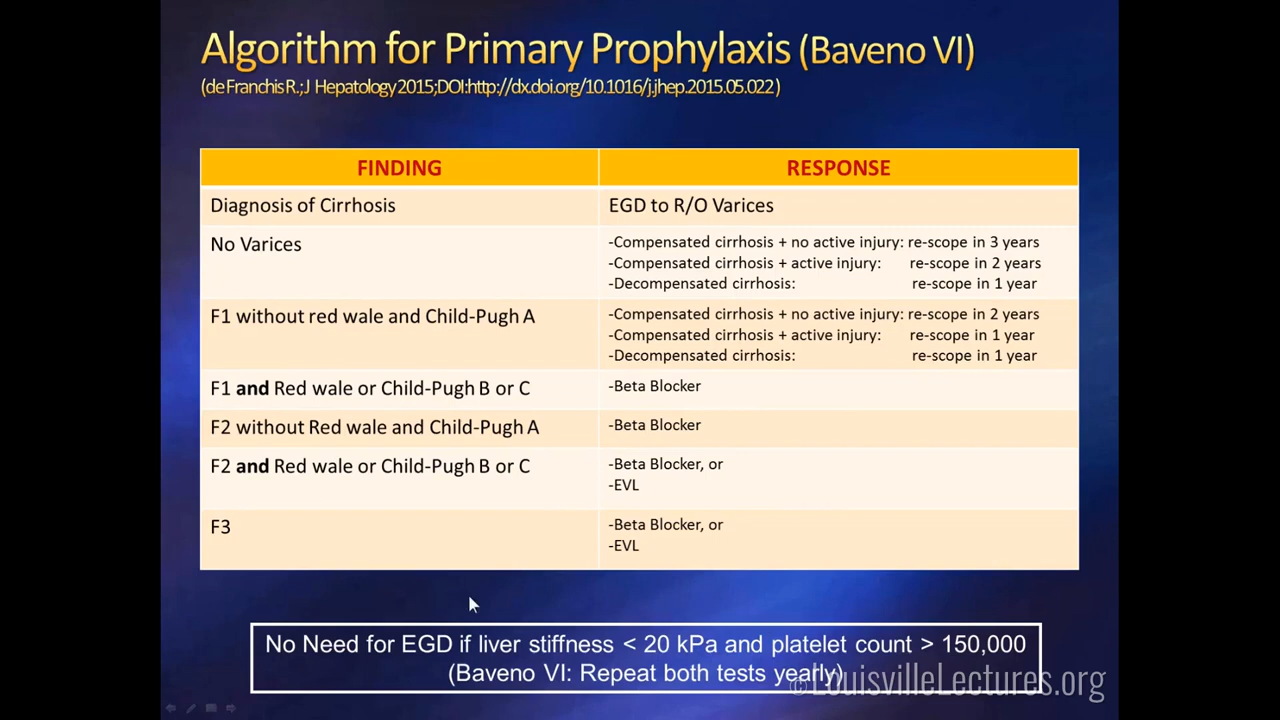 Algorithm for Primary Prophylaxis (Baveno VI)
(de Franchis R.; J Hepatology 2015;DOI:http://dx.doi.org/10.1016/j.jhep.2015.05.022 )
FINDING RESPONSE
Diagnosis of Cirrhosis EGD to R/O Varices
No Varices -Compensated cirrhosis + no active injury: re-scope in 3 years
-Compensated cirrhosis + active injury: re-scope in 2 years
-Decompensated cirrhosis: re-scope in 1 year
F1 without red wale and Child-Pugh A -Compensated cirrhosis + no active injury: re-scope in 2 years
-Compensated cirrhosis + active injury: re-scope in 1 year
-Decompensated cirrhosis: re-scope in 1 year
F1 and Red wale or Child-Pugh B or C -Beta Blocker
F2 without Red wale and Child-Pugh A -Beta Blocker
F2 and Red wale or Child-Pugh B or C -Beta Blocker, or
-EVL
F3 -Beta Blocker, or
-EVL
No Need for EGD if liver stiffness < 20 kPa and platelet count > 150,000
(Baveno VI: Repeat both tests yearly)
©LouisvilleLectures.org